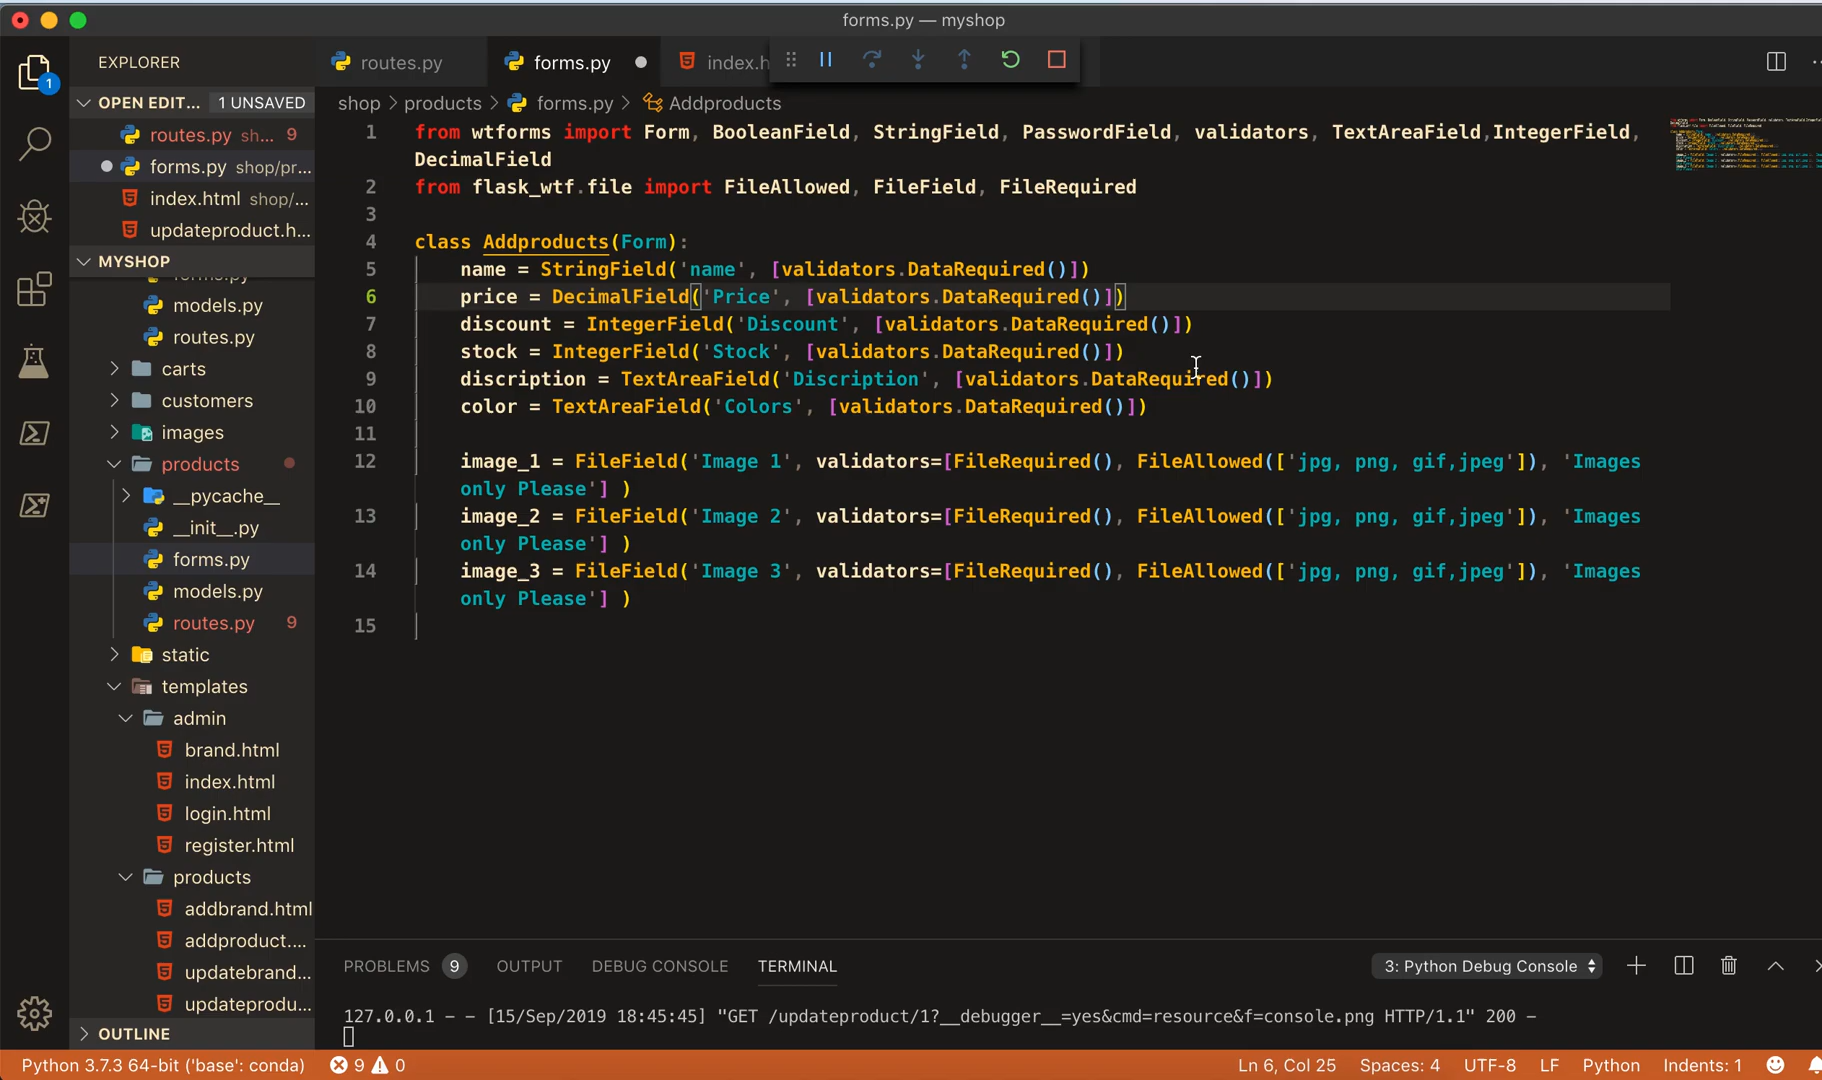 forms.py — myshop
EXPLORER
routes.py
forms.py
index.h
OPEN EDIT... 1 UNSAVED
routes.py sh... 9
forms.py shop/pr...
index.html shop/...
updateproduct.h...
MYSHOP
forms.py
models.py
routes.py
carts
customers
images
products
__pycache__
__init__.py
forms.py
models.py
routes.py 9
static
templates
admin
brand.html
index.html
login.html
register.html
products
addbrand.html
addproduct....
updatebrand...
updateprodu...
OUTLINE
1
shop > products > forms.py > Addproducts
1 from wtforms import Form, BooleanField, StringField, PasswordField, validators, TextAreaField,IntegerField,
DecimalField
2 from flask_wtf.file import FileAllowed, FileField, FileRequired
3
4 class Addproducts(Form):
5 name = StringField('name', [validators.DataRequired()])
6 price = DecimalField('Price', [validators.DataRequired()])
7 discount = IntegerField('Discount', [validators.DataRequired()])
8 stock = IntegerField('Stock', [validators.DataRequired()])
9 discription = TextAreaField('Discription', [validators.DataRequired()])
10 color = TextAreaField('Colors', [validators.DataRequired()])
11
12 image_1 = FileField('Image 1', validators=[FileRequired(), FileAllowed(['jpg, png, gif,jpeg']), 'Images
only Please'] )
13 image_2 = FileField('Image 2', validators=[FileRequired(), FileAllowed(['jpg, png, gif,jpeg']), 'Images
only Please'] )
14 image_3 = FileField('Image 3', validators=[FileRequired(), FileAllowed(['jpg, png, gif,jpeg']), 'Images
only Please'] )
15
PROBLEMS 9 OUTPUT DEBUG CONSOLE TERMINAL 3: Python Debug Console
127.0.0.1 - - [15/Sep/2019 18:45:45] "GET /updateproduct/1?__debugger__=yes&cmd=resource&f=console.png HTTP/1.1" 200 -
Python 3.7.3 64-bit ('base': conda) 9 0 Ln 6, Col 25 Spaces: 4 UTF-8 LF Python Indents: 1